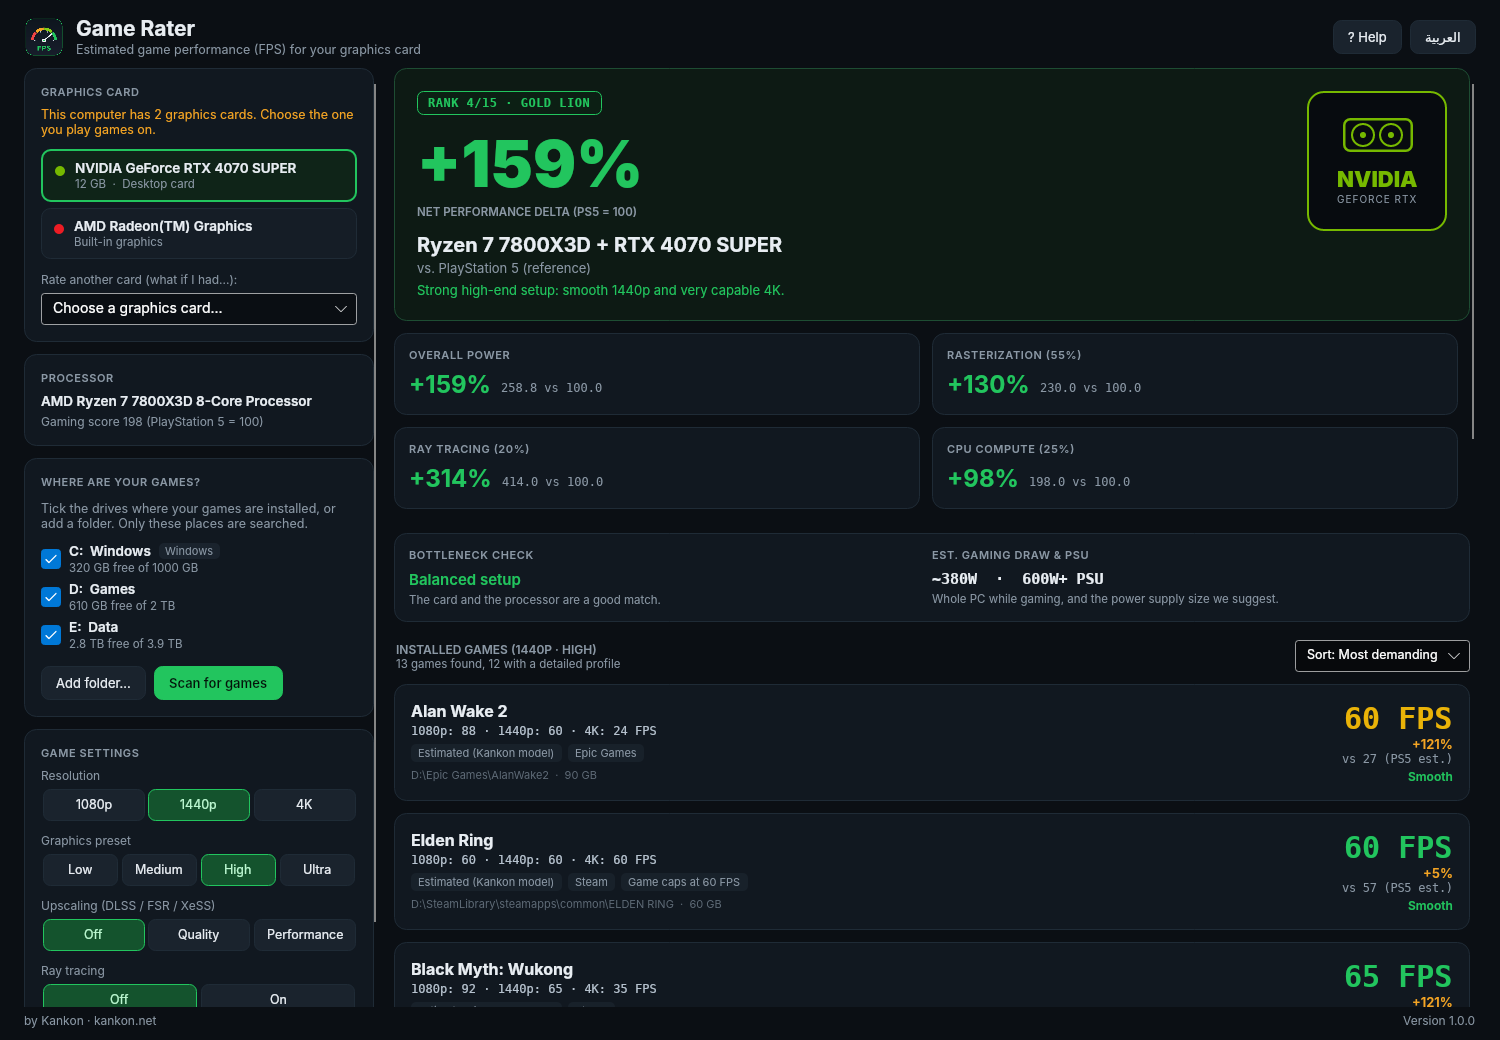 FPS
Game Rater
Estimated game performance (FPS) for your graphics card
? Help
العربية
GRAPHICS CARD
This computer has 2 graphics cards. Choose the one
you play games on.
NVIDIA GeForce RTX 4070 SUPER
12 GB · Desktop card
AMD Radeon(TM) Graphics
Built-in graphics
Rate another card (what if I had...):
Choose a graphics card...
PROCESSOR
AMD Ryzen 7 7800X3D 8-Core Processor
Gaming score 198 (PlayStation 5 = 100)
WHERE ARE YOUR GAMES?
Tick the drives where your games are installed, or
add a folder. Only these places are searched.
C: Windows Windows
320 GB free of 1000 GB
D: Games
610 GB free of 2 TB
E: Data
2.8 TB free of 3.9 TB
Add folder... Scan for games
GAME SETTINGS
Resolution
1080p 1440p 4K
Graphics preset
Low Medium High Ultra
Upscaling (DLSS / FSR / XeSS)
Off Quality Performance
Ray tracing
Off On
RANK 4/15 · GOLD LION
+159%
NET PERFORMANCE DELTA (PS5 = 100)
Ryzen 7 7800X3D + RTX 4070 SUPER
vs. PlayStation 5 (reference)
Strong high-end setup: smooth 1440p and very capable 4K.
NVIDIA
GEFORCE RTX
OVERALL POWER
+159% 258.8 vs 100.0
RASTERIZATION (55%)
+130% 230.0 vs 100.0
RAY TRACING (20%)
+314% 414.0 vs 100.0
CPU COMPUTE (25%)
+98% 198.0 vs 100.0
BOTTLENECK CHECK
Balanced setup
The card and the processor are a good match.
EST. GAMING DRAW & PSU
~380W · 600W+ PSU
Whole PC while gaming, and the power supply size we suggest.
INSTALLED GAMES (1440P · HIGH)
13 games found, 12 with a detailed profile
Sort: Most demanding
Alan Wake 2
1080p: 88 · 1440p: 60 · 4K: 24 FPS
Estimated (Kankon model) Epic Games
D:\Epic Games\AlanWake2 · 90 GB
60 FPS
+121%
vs 27 (PS5 est.)
Smooth
Elden Ring
1080p: 60 · 1440p: 60 · 4K: 60 FPS
Estimated (Kankon model) Steam Game caps at 60 FPS
D:\SteamLibrary\steamapps\common\ELDEN RING · 60 GB
60 FPS
+5%
vs 57 (PS5 est.)
Smooth
Black Myth: Wukong
1080p: 92 · 1440p: 65 · 4K: 35 FPS
65 FPS
+121%
by Kankon · kankon.net
Version 1.0.0